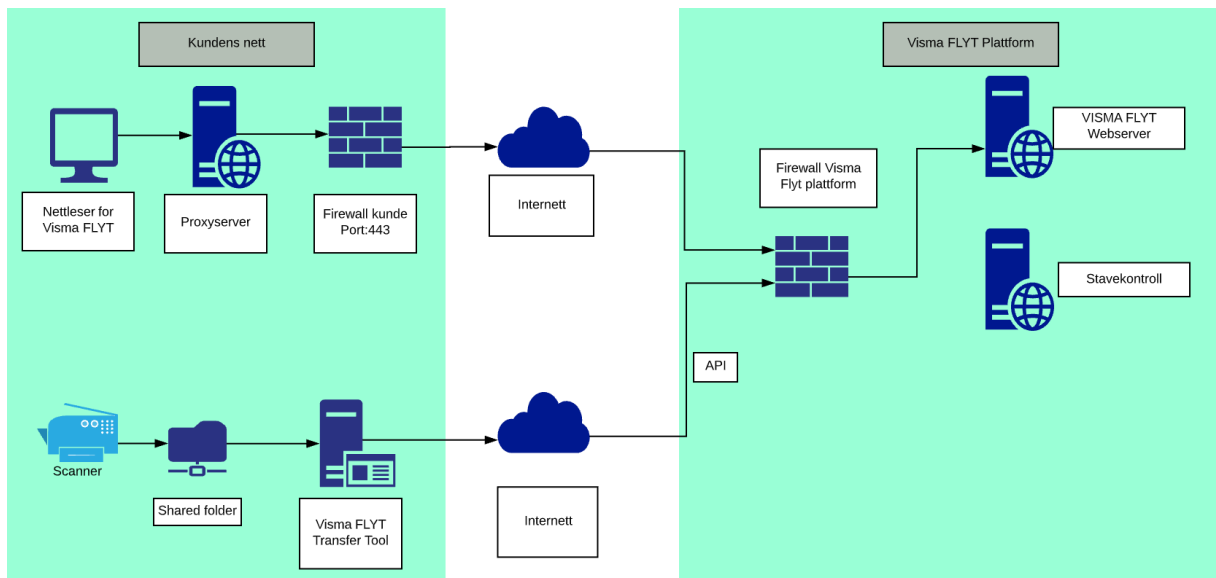 Kundens nett
Visma FLYT Plattform
VISMA FLYT
Webserver
Firewall Visma
Flyt plattform
Nettleser for
Visma FLYT
Proxyserver
Firewall kunde
Port:443
Internett
Stavekontroll
API
Scanner
Shared folder
Visma FLYT
Transfer Tool
Internett